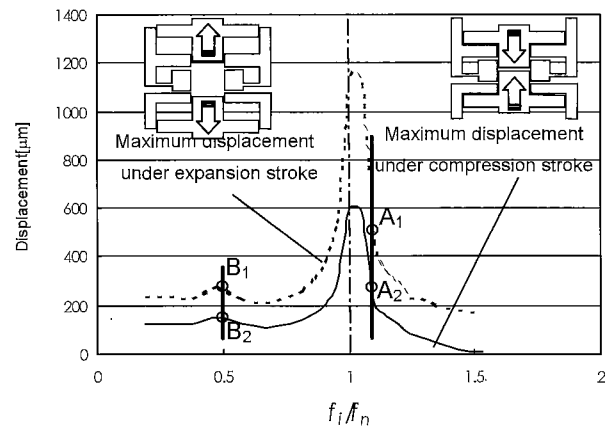 1400
1200
1000
800
600
400
200
0
Displacement[μm]
Maximum displacement
under expansion stroke
Maximum displacement
under compression stroke
A₁
A₂
B₁
B₂
0 0.5 1 1.5. 2
fᵢ/fₙ